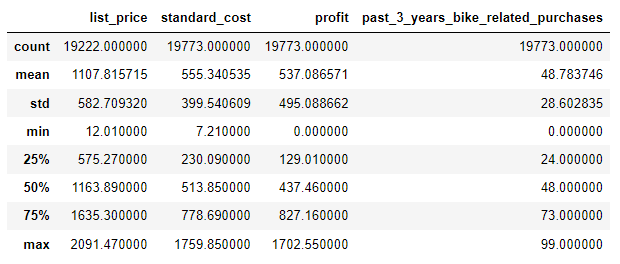 list_price standard_cost profit past_3_years_bike_related_purchases
count 19222.000000 19773.000000 19773.000000 19773.000000
mean 1107.815715 555.340535 537.086571 48.783746
std 582.709320 399.540609 495.088662 28.602835
min 12.010000 7.210000 0.000000 0.000000
25% 575.270000 230.090000 129.010000 24.000000
50% 1163.890000 513.850000 437.460000 48.000000
75% 1635.300000 778.690000 827.160000 73.000000
max 2091.470000 1759.850000 1702.550000 99.000000